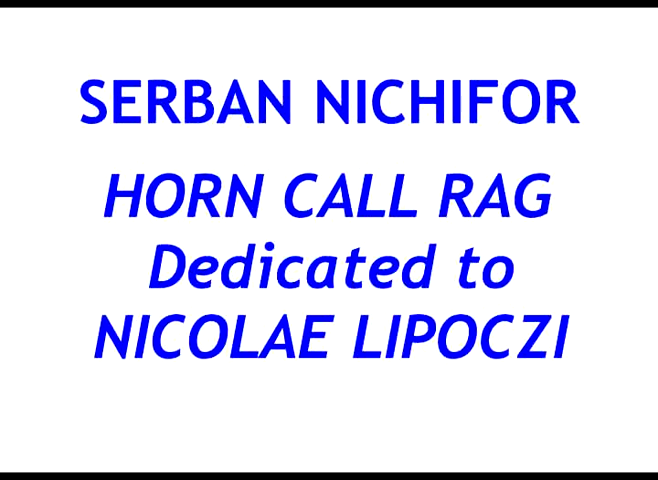 SERBAN NICHIFOR
HORN CALL RAG
Dedicated to
NICOLAE LIPOCZI